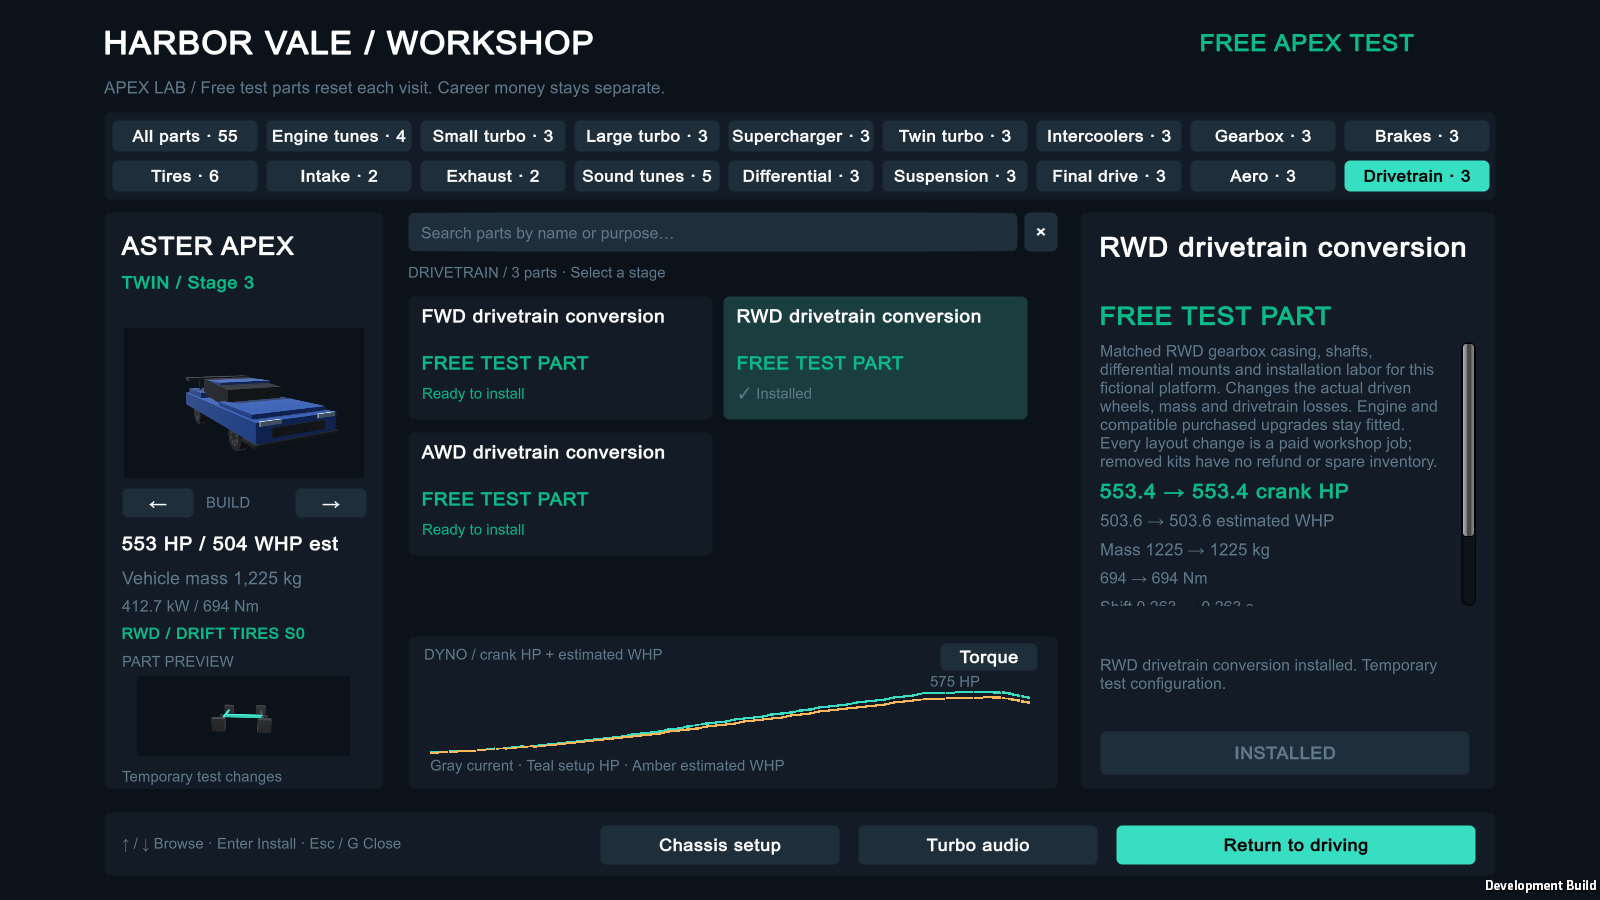 HARBOR VALE / WORKSHOP
FREE APEX TEST
APEX LAB / Free test parts reset each visit. Career money stays separate.
All parts · 55
Engine tunes · 4
Small turbo · 3
Large turbo · 3
Supercharger · 3
Twin turbo · 3
Intercoolers · 3
Gearbox · 3
Brakes · 3
Tires · 6
Intake · 2
Exhaust · 2
Sound tunes · 5
Differential · 3
Suspension · 3
Final drive · 3
Aero · 3
Drivetrain · 3
ASTER APEX
TWIN / Stage 3
← BUILD →
553 HP / 504 WHP est
Vehicle mass 1,225 kg
412.7 kW / 694 Nm
RWD / DRIFT TIRES S0
PART PREVIEW
Temporary test changes
Search parts by name or purpose…
×
DRIVETRAIN / 3 parts · Select a stage
FWD drivetrain conversion
FREE TEST PART
Ready to install
RWD drivetrain conversion
FREE TEST PART
✓ Installed
AWD drivetrain conversion
FREE TEST PART
Ready to install
DYNO / crank HP + estimated WHP
Torque
575 HP
Gray current · Teal setup HP · Amber estimated WHP
RWD drivetrain conversion
FREE TEST PART
Matched RWD gearbox casing, shafts,
differential mounts and installation labor for this
fictional platform. Changes the actual driven
wheels, mass and drivetrain losses. Engine and
compatible purchased upgrades stay fitted.
Every layout change is a paid workshop job;
removed kits have no refund or spare inventory.
553.4 → 553.4 crank HP
503.6 → 503.6 estimated WHP
Mass 1225 → 1225 kg
694 → 694 Nm
Shift 0.263 → 0.263 s
RWD drivetrain conversion installed. Temporary
test configuration.
INSTALLED
↑ / ↓ Browse · Enter Install · Esc / G Close
Chassis setup
Turbo audio
Return to driving
Development Build